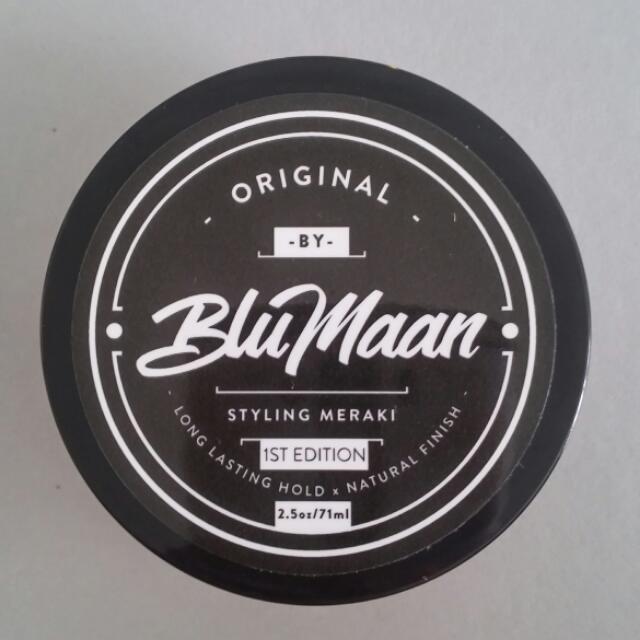 - ORIGINAL -
-BY-
BluMaan
STYLING MERAKI
1ST EDITION
- LONG LASTING HOLD x NATURAL FINISH -
2.5oz/71ml